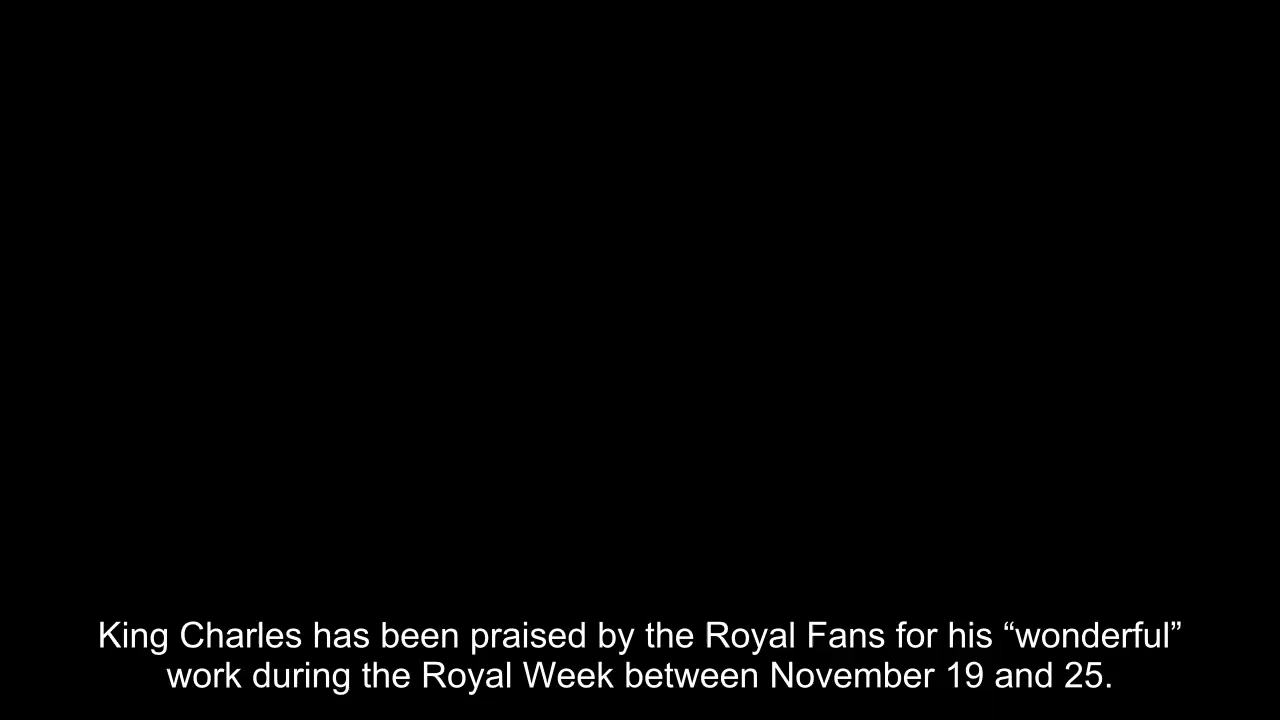 King Charles has been praised by the Royal Fans for his “wonderful”
work during the Royal Week between November 19 and 25.